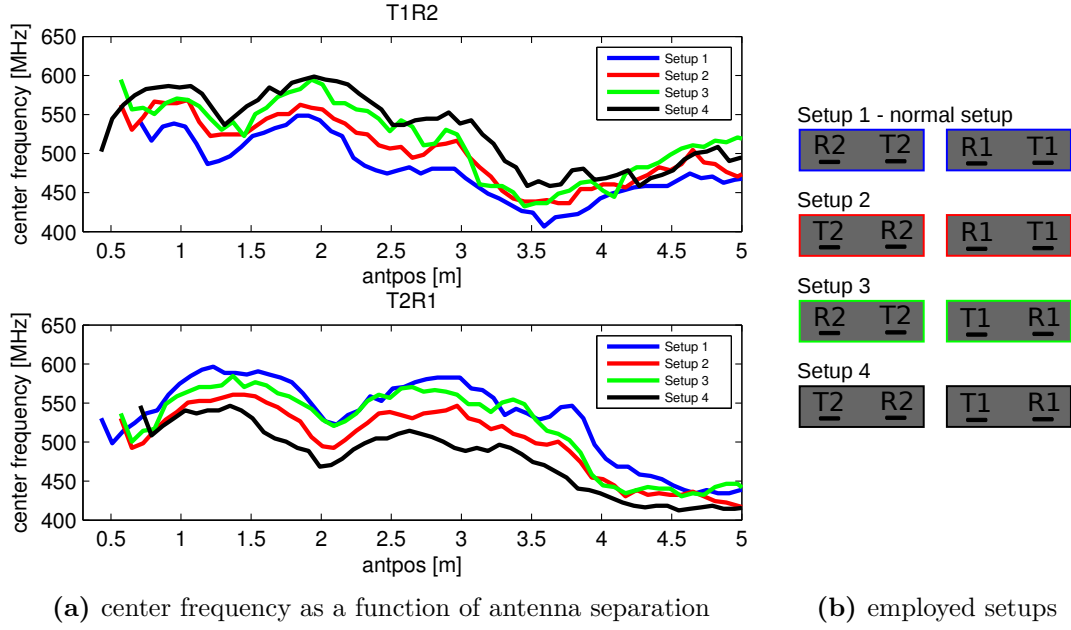 T1R2
center frequency [MHz]
650
600
550
500
450
400
0.5 1 1.5 2 2.5 3 3.5 4 4.5 5
antpos [m]
Setup 1
Setup 2
Setup 3
Setup 4
T2R1
center frequency [MHz]
650
600
550
500
450
400
0.5 1 1.5 2 2.5 3 3.5 4 4.5 5
antpos [m]
Setup 1
Setup 2
Setup 3
Setup 4
(a) center frequency as a function of antenna separation
Setup 1 - normal setup
R2 T2 R1 T1
Setup 2
T2 R2 R1 T1
Setup 3
R2 T2 T1 R1
Setup 4
T2 R2 T1 R1
(b) employed setups